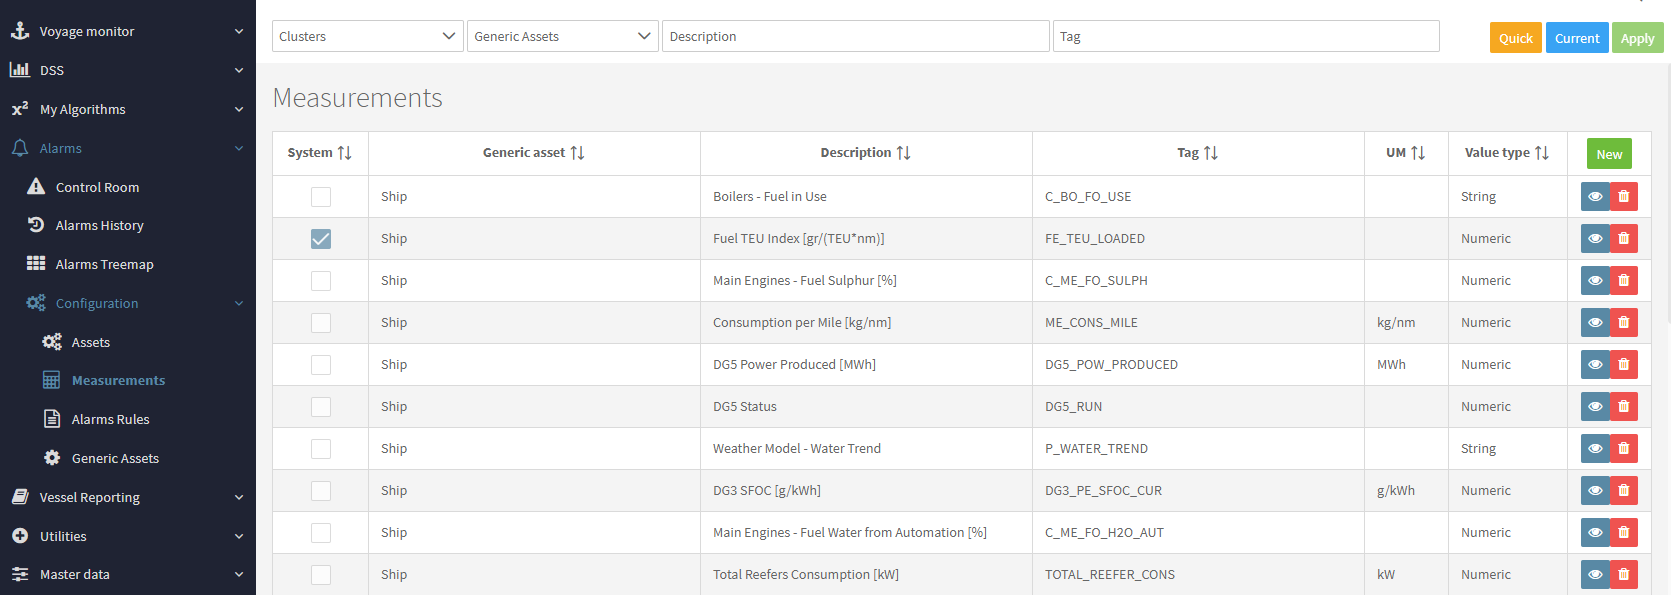 Voyage monitor
DSS
x² My Algorithms
Alarms
Control Room
Alarms History
Alarms Treemap
Configuration
Assets
Measurements
Alarms Rules
Generic Assets
Vessel Reporting
Utilities
Master data
Clusters Generic Assets Description Tag Quick Current Apply
Measurements
System Generic asset Description Tag UM Value type New
Ship Boilers - Fuel in Use C_BO_FO_USE String
Ship Fuel TEU Index [gr/(TEU*nm)] FE_TEU_LOADED Numeric
Ship Main Engines - Fuel Sulphur [%] C_ME_FO_SULPH Numeric
Ship Consumption per Mile [kg/nm] ME_CONS_MILE kg/nm Numeric
Ship DG5 Power Produced [MWh] DG5_POW_PRODUCED MWh Numeric
Ship DG5 Status DG5_RUN Numeric
Ship Weather Model - Water Trend P_WATER_TREND String
Ship DG3 SFOC [g/kWh] DG3_PE_SFOC_CUR g/kWh Numeric
Ship Main Engines - Fuel Water from Automation [%] C_ME_FO_H2O_AUT Numeric
Ship Total Reefers Consumption [kW] TOTAL_REEFER_CONS kW Numeric